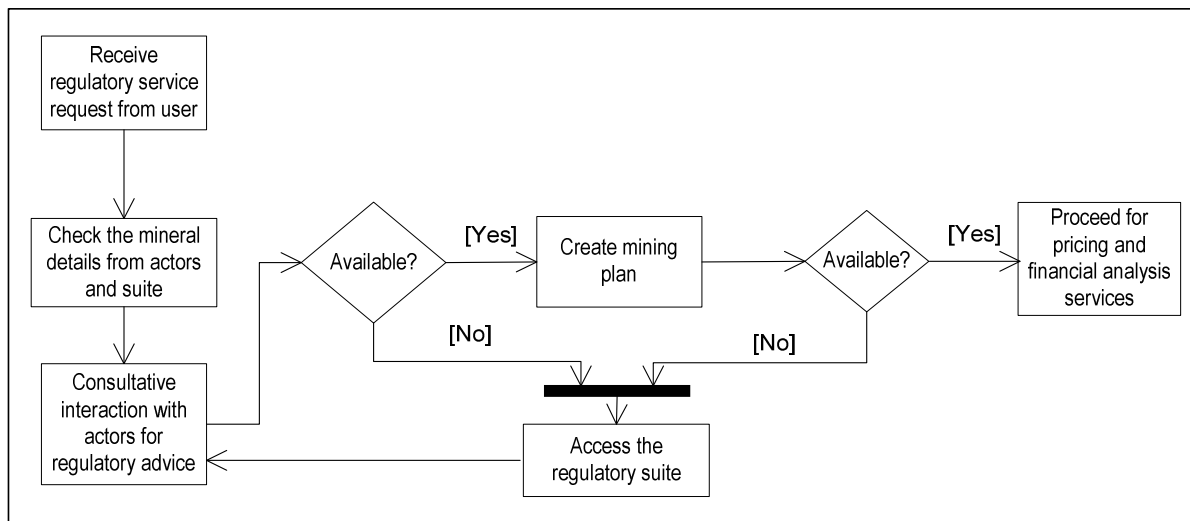 Receive
regulatory service
request from user
Check the mineral
details from actors
and suite
Consultative
interaction with
actors for
regulatory advice
Available?
[Yes]
[No]
Create mining
plan
Available?
[Yes]
[No]
Proceed for
pricing and
financial analysis
services
Access the
regulatory suite